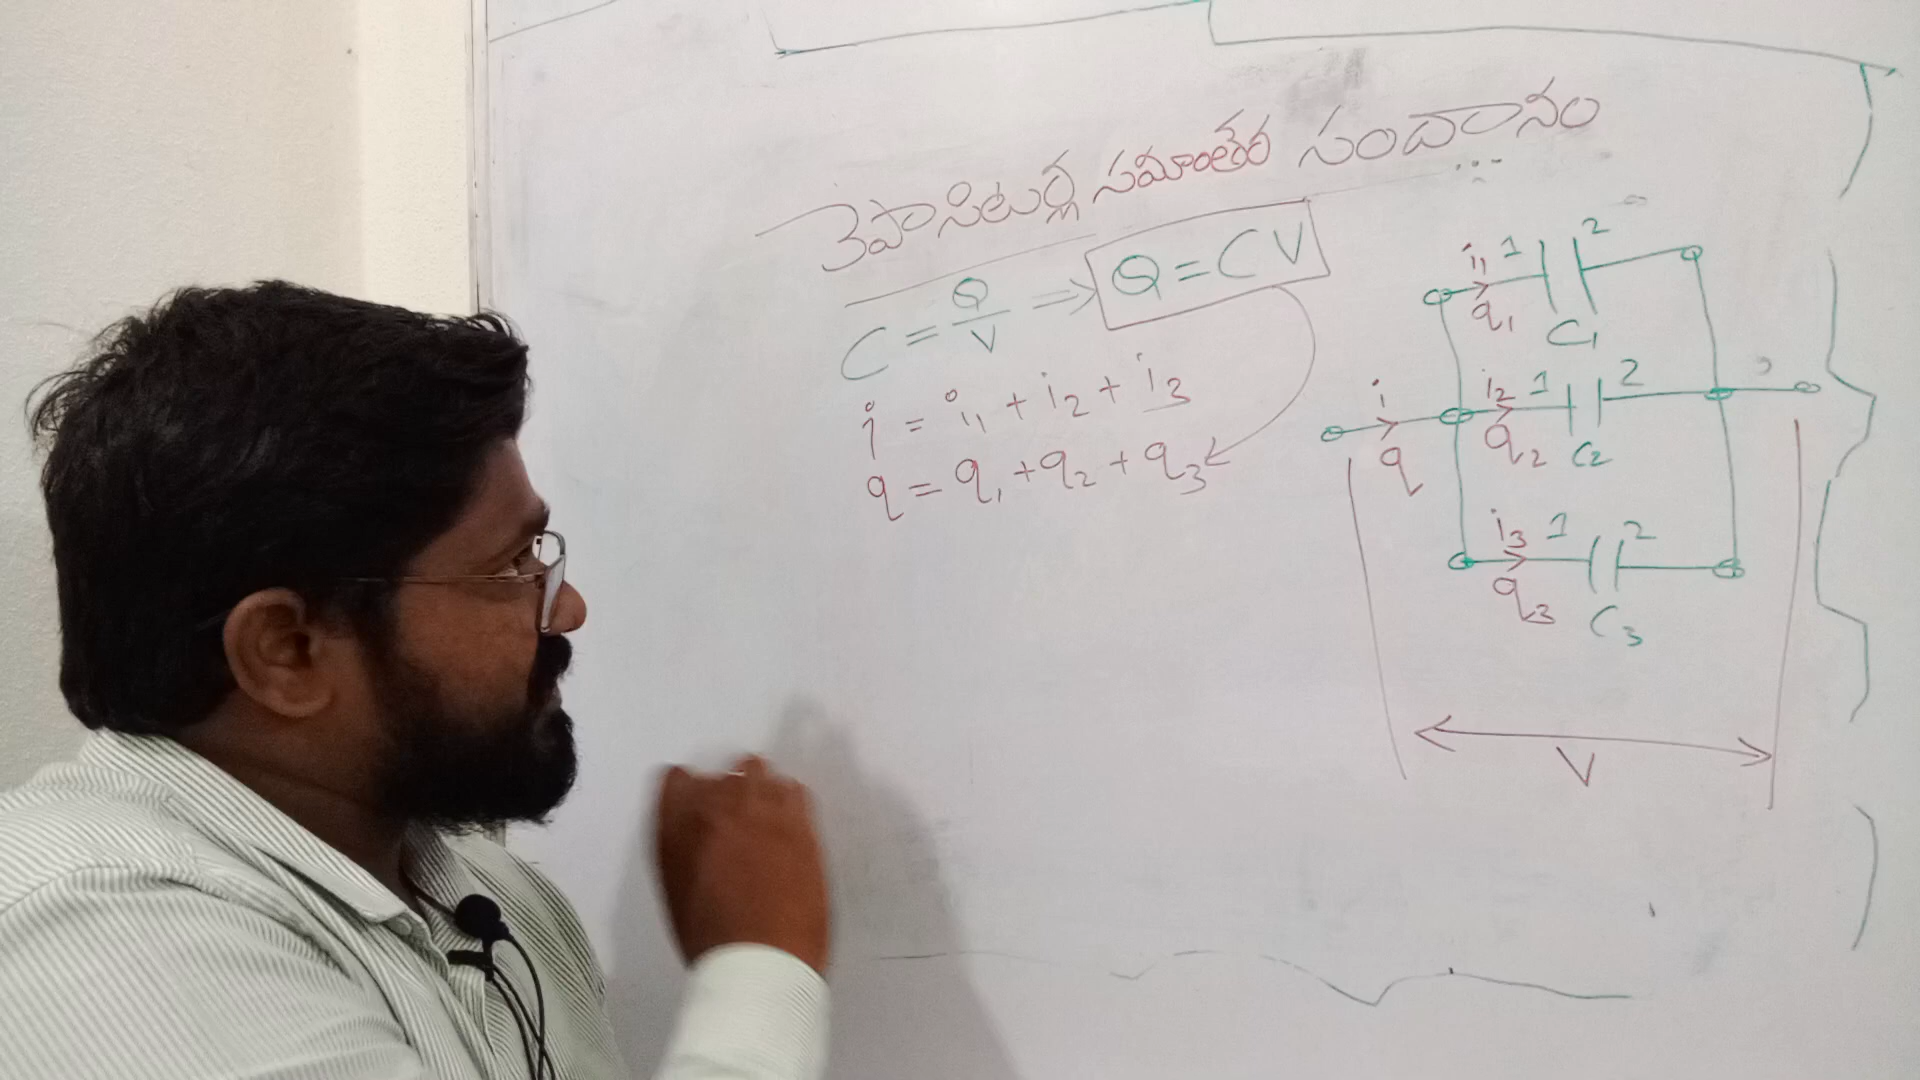 కెపాసిటర్ల సమాంతర సంధానం
C = Q/V ⇒ Q = CV
i = i₁ + i₂ + i₃
q = q₁ + q₂ + q₃
i₁ 1 2
q₁ C₁
i i₂ 1 2
q q₂ C₂
i₃ 1 2
q₃ C₃
V